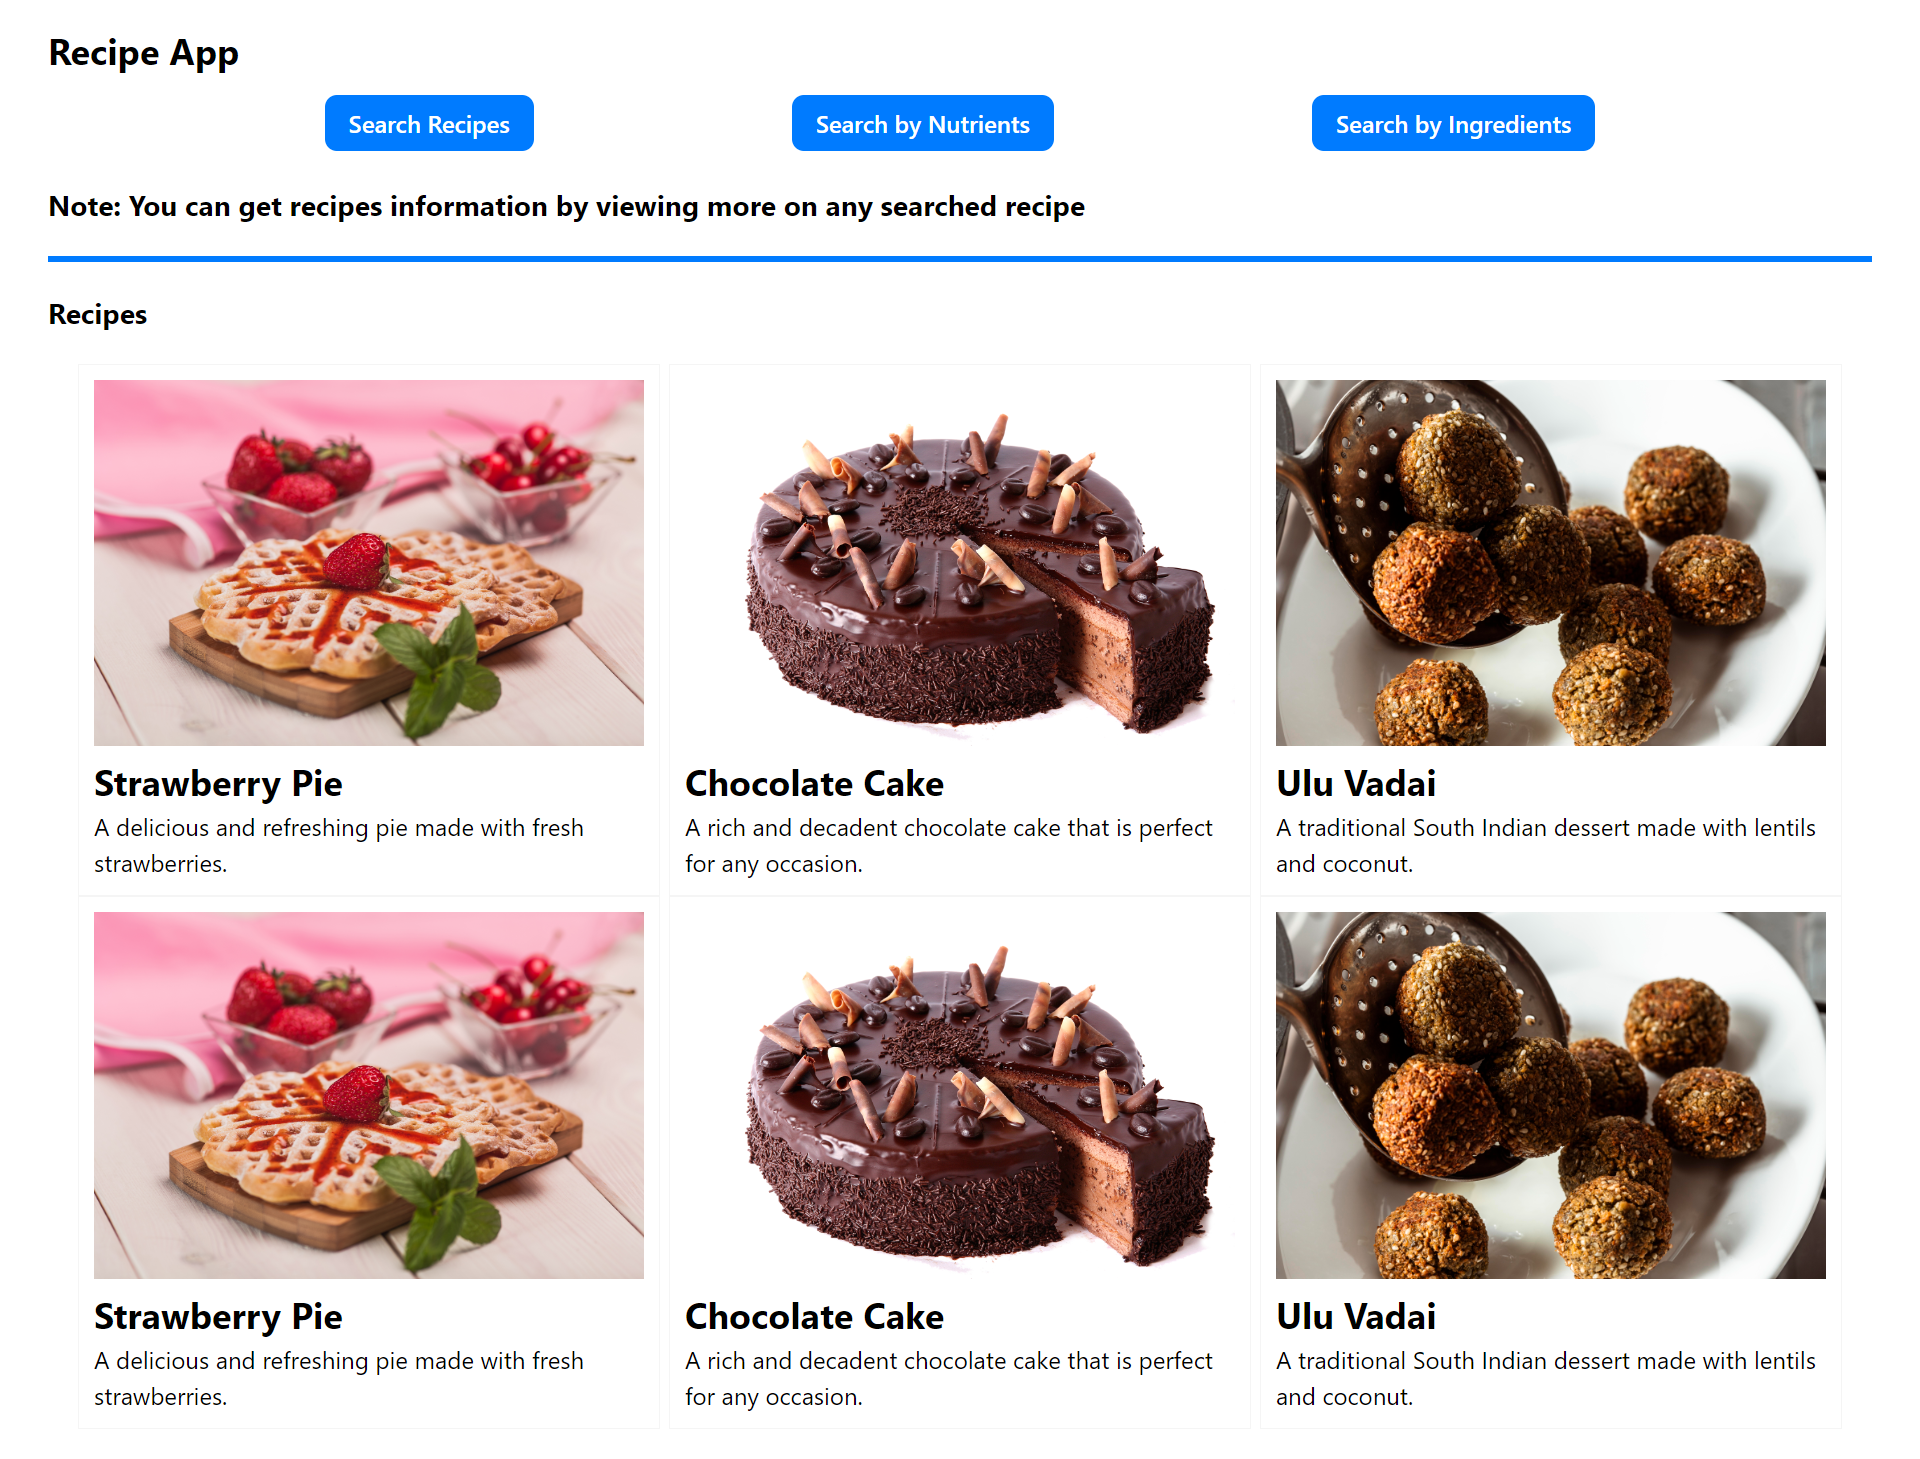 Recipe App
Search Recipes
Search by Nutrients
Search by Ingredients
Note: You can get recipes information by viewing more on any searched recipe
Recipes
Strawberry Pie
A delicious and refreshing pie made with fresh
strawberries.
Chocolate Cake
A rich and decadent chocolate cake that is perfect
for any occasion.
Ulu Vadai
A traditional South Indian dessert made with lentils
and coconut.
Strawberry Pie
A delicious and refreshing pie made with fresh
strawberries.
Chocolate Cake
A rich and decadent chocolate cake that is perfect
for any occasion.
Ulu Vadai
A traditional South Indian dessert made with lentils
and coconut.